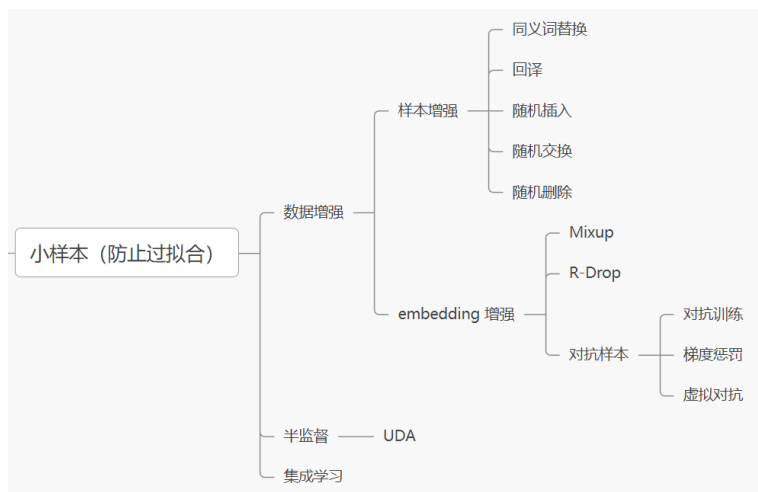 小样本（防止过拟合）
数据增强
样本增强
同义词替换
回译
随机插入
随机交换
随机删除
embedding 增强
Mixup
R-Drop
对抗样本
对抗训练
梯度惩罚
虚拟对抗
半监督
UDA
集成学习